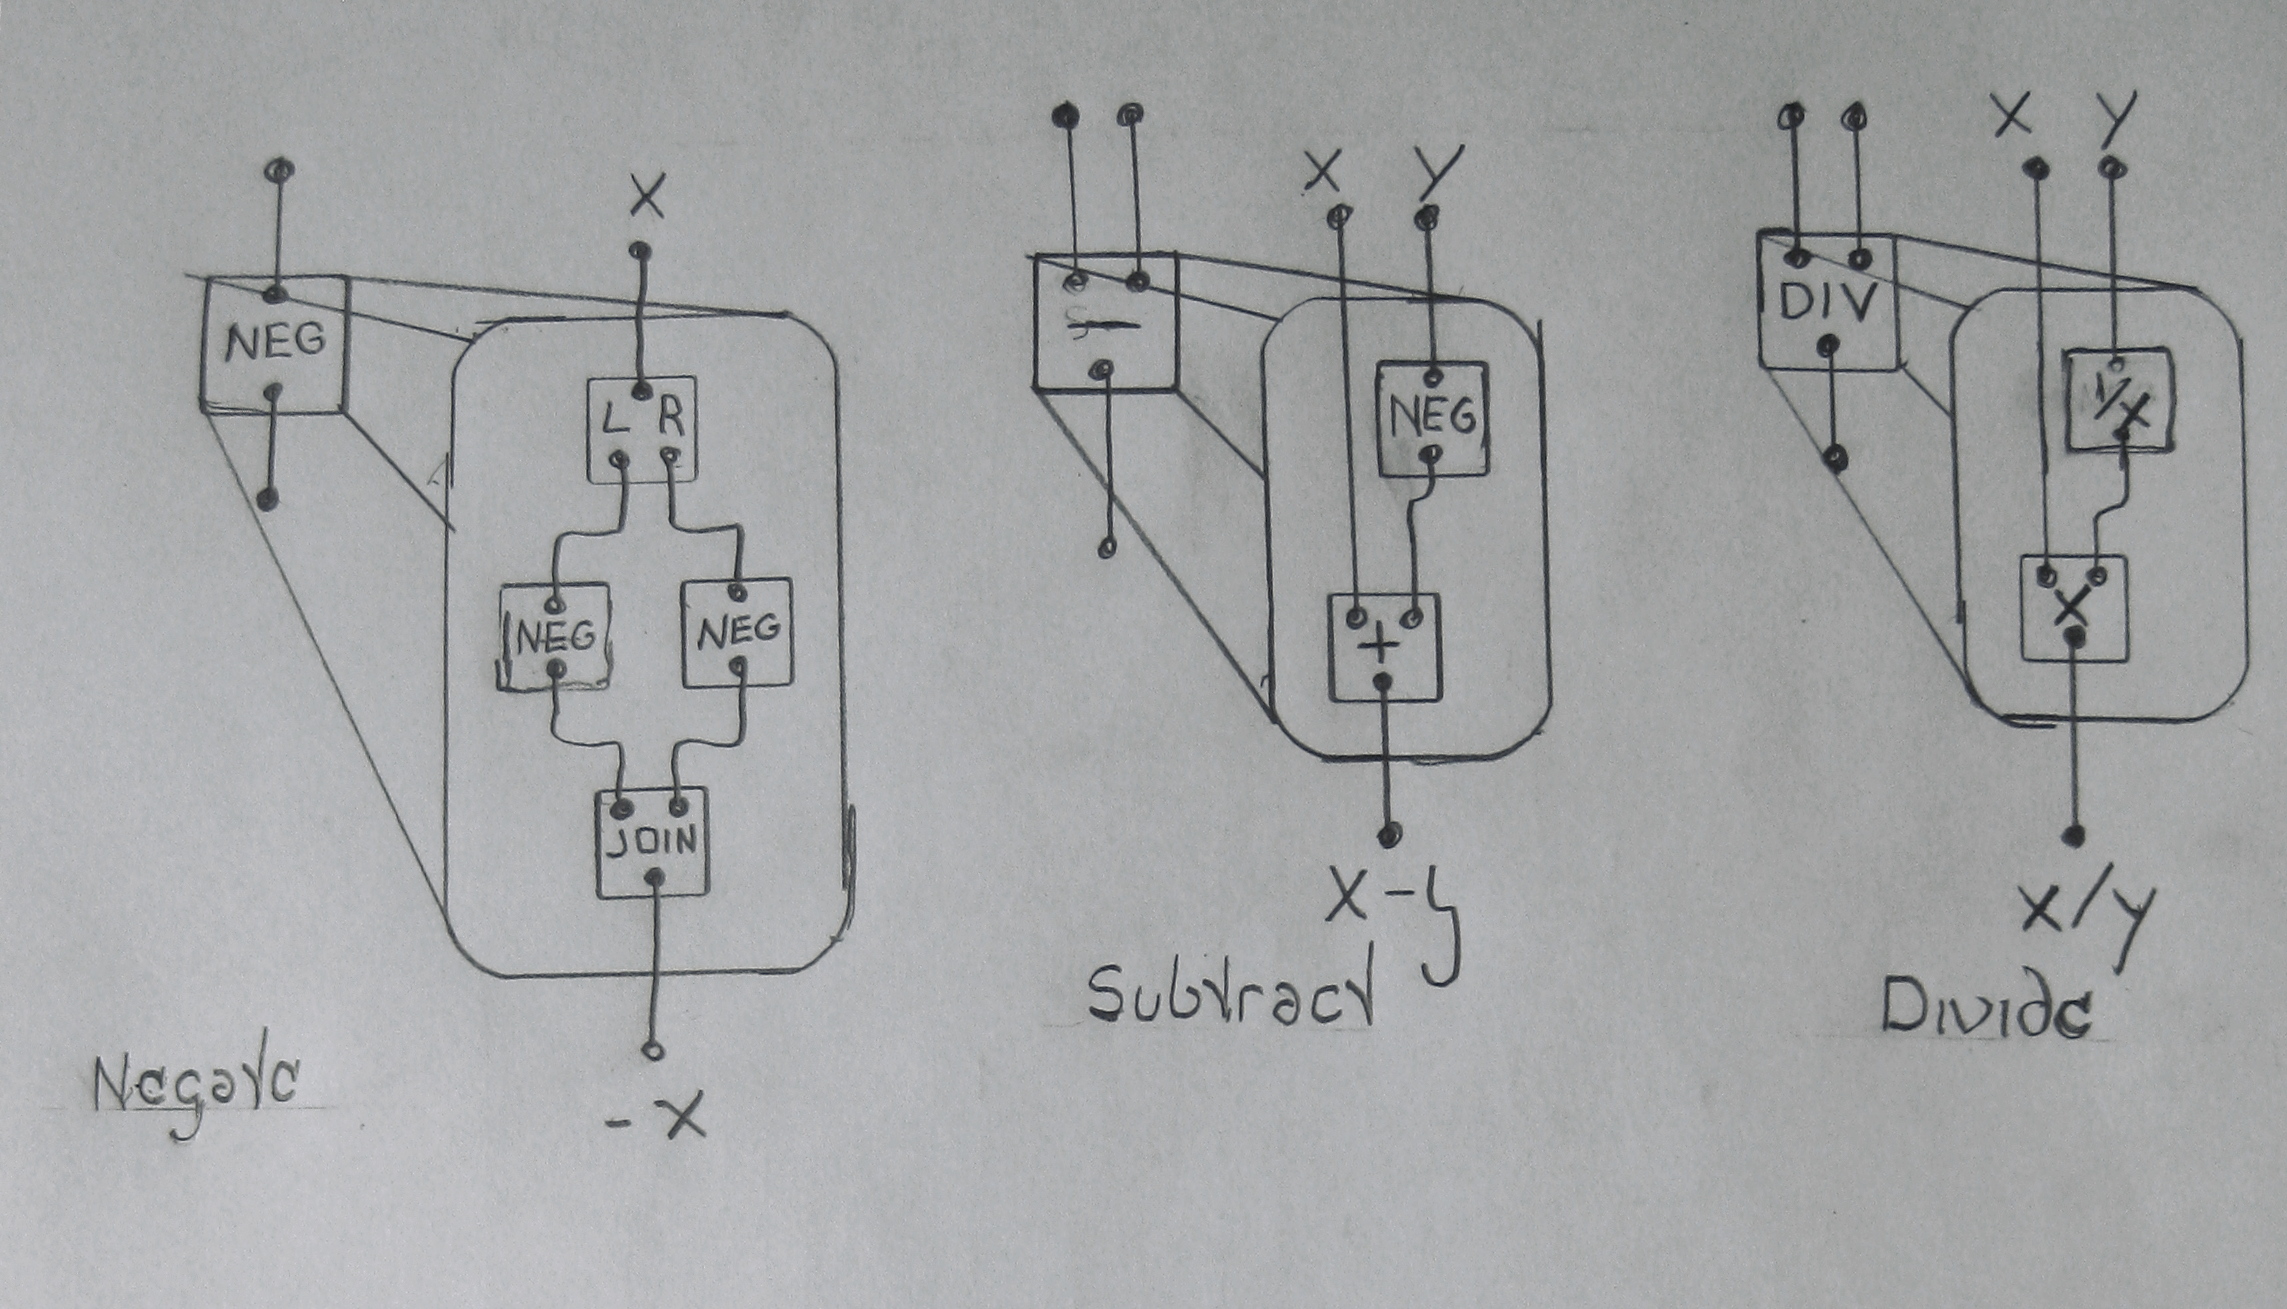 NEG
X
L R
NEG NEG
JOIN
- X
Negate
−
X Y
NEG
+
X - y
Subtract
DIV
X Y
1/X
X
X/y
Divide